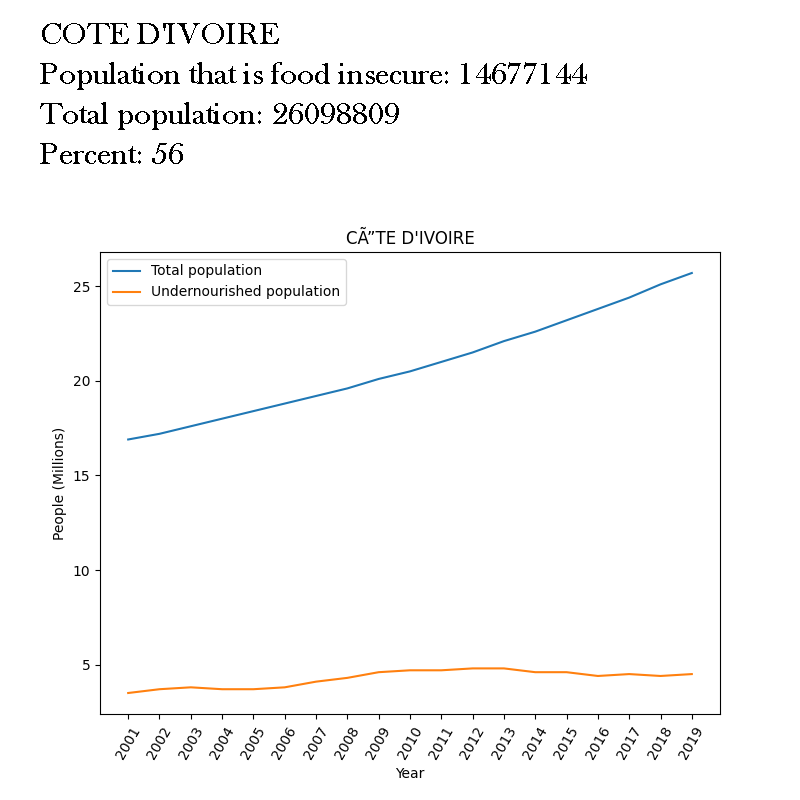 COTE D'IVOIRE
Population that is food insecure: 14677144
Total population: 26098809
Percent: 56
CÃ”TE D'IVOIRE
Total population
Undernourished population
25
20
15
10
5
People (Millions)
2001 2002 2003 2004 2005 2006 2007 2008 2009 2010 2011 2012 2013 2014 2015 2016 2017 2018 2019
Year